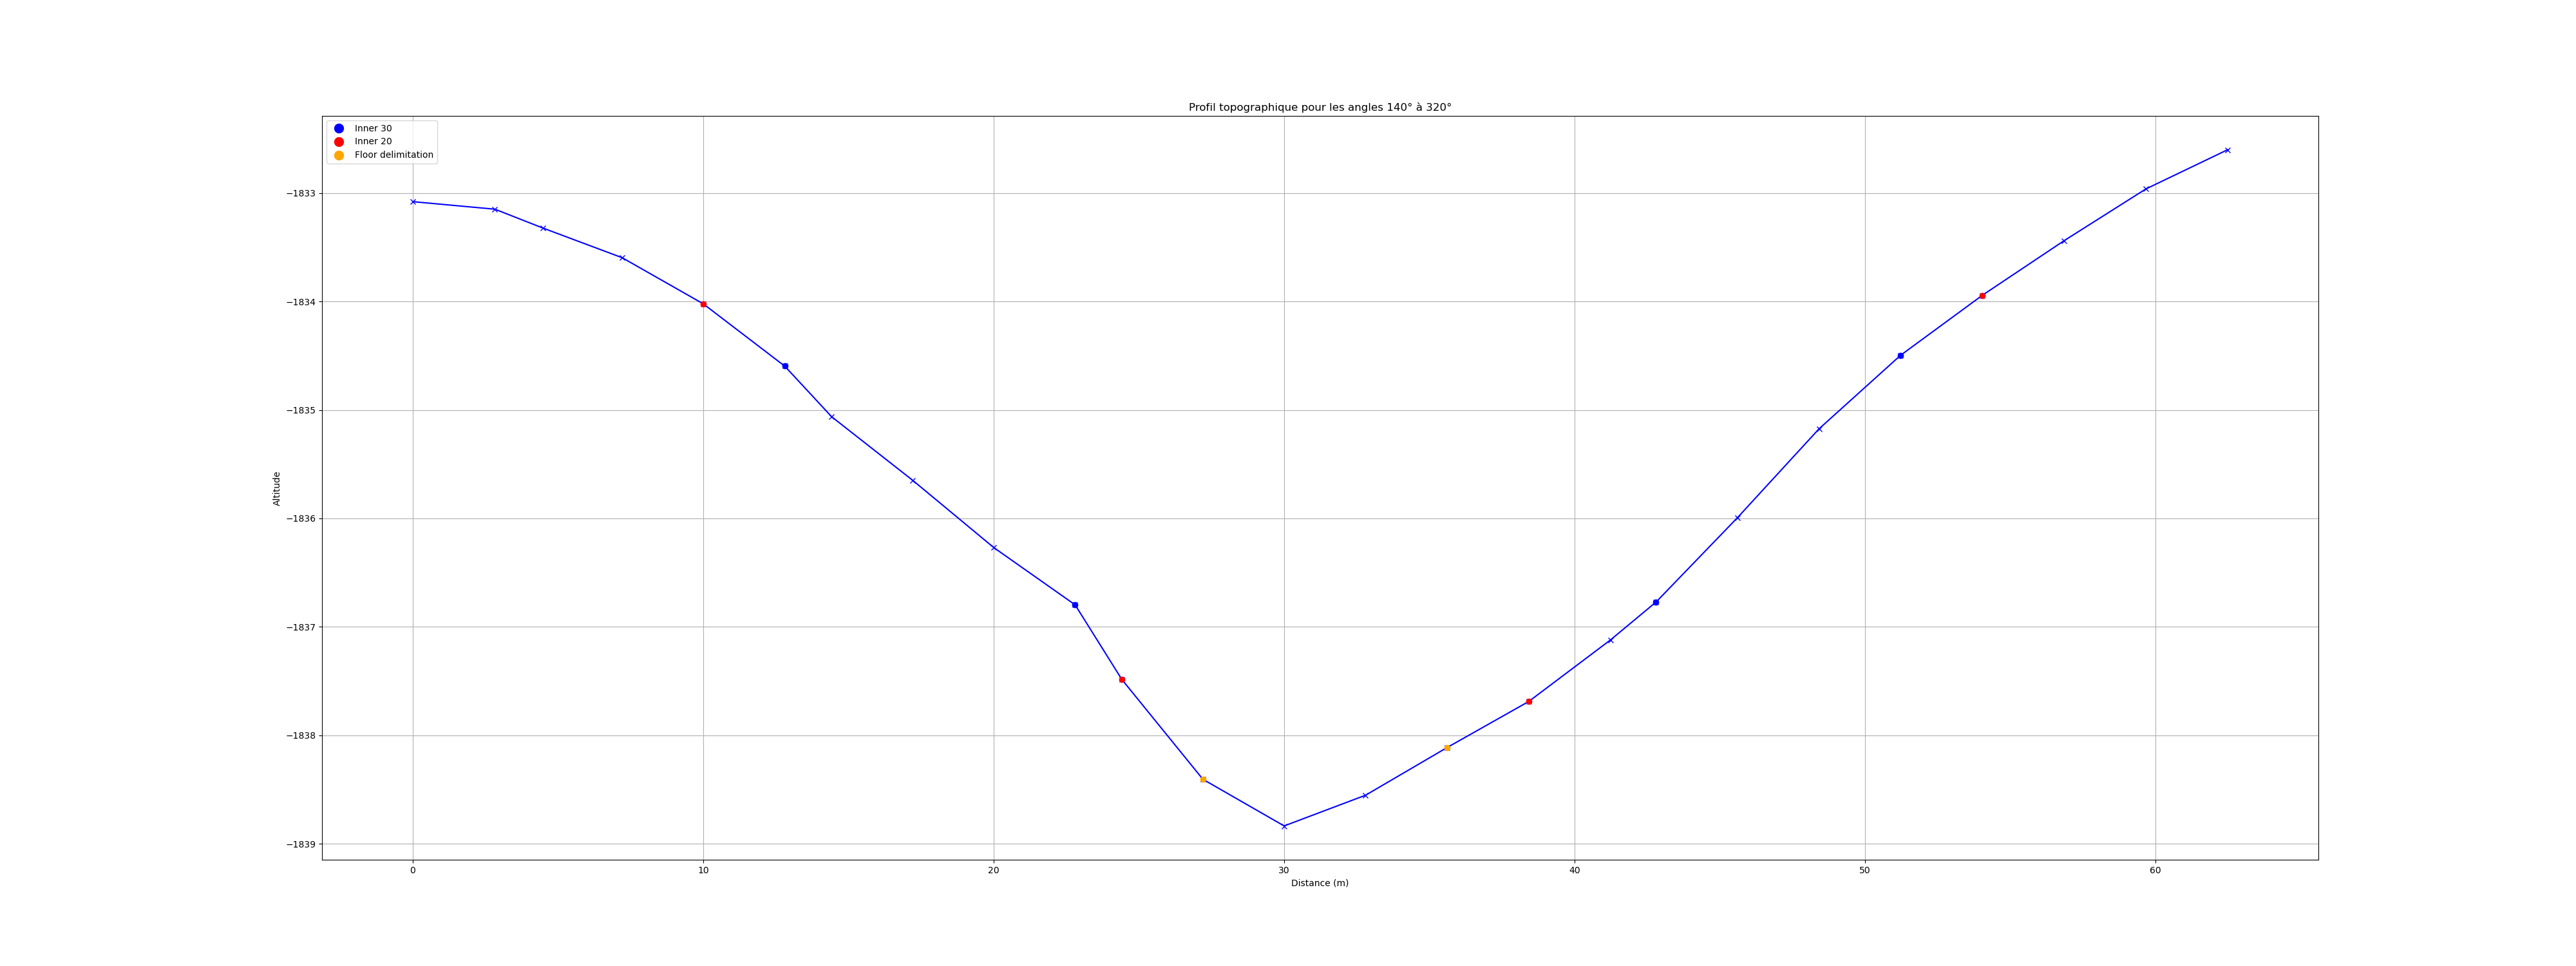 Profil topographique pour les angles 140° à 320°
Inner 30
Inner 20
Floor delimitation
−1833
−1834
−1835
−1836
−1837
−1838
−1839
Altitude
0 10 20 30 40 50 60
Distance (m)